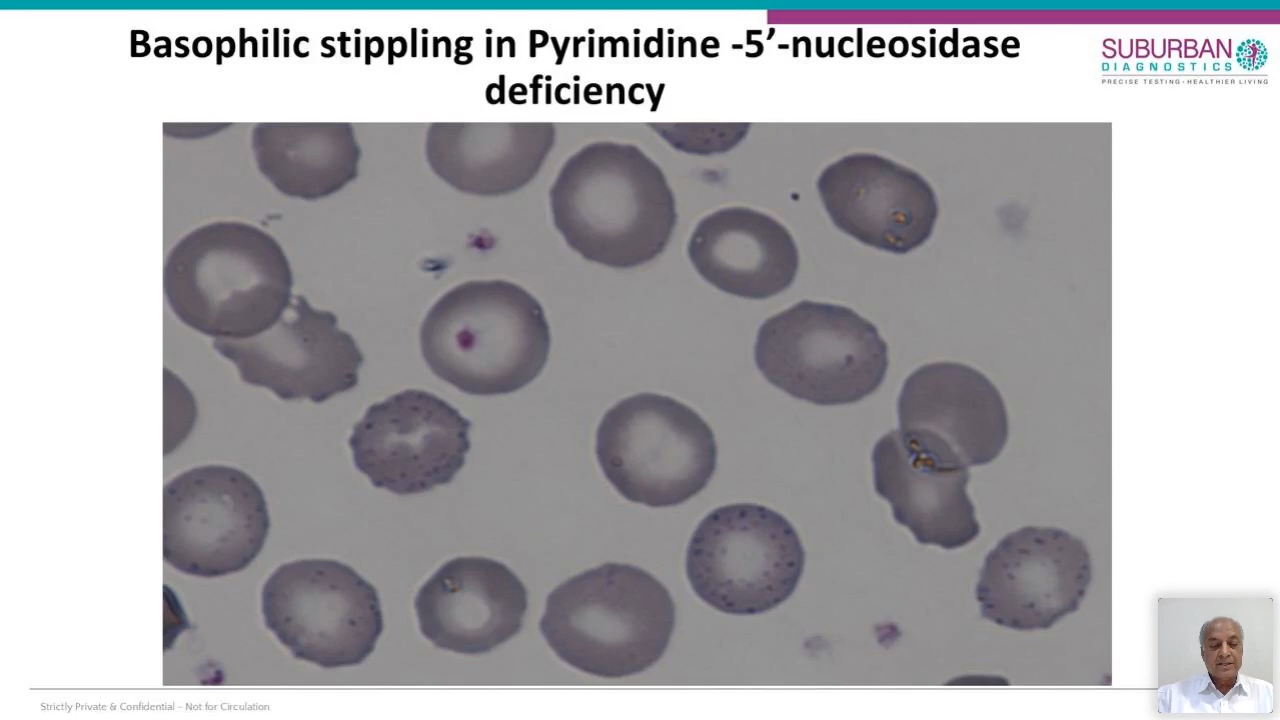 Basophilic stippling in Pyrimidine -5’-nucleosidase
deficiency
SUBURBAN
DIAGNOSTICS
PRECISE TESTING-HEALTHIER LIVING
Strictly Private & Confidential – Not for Circulation